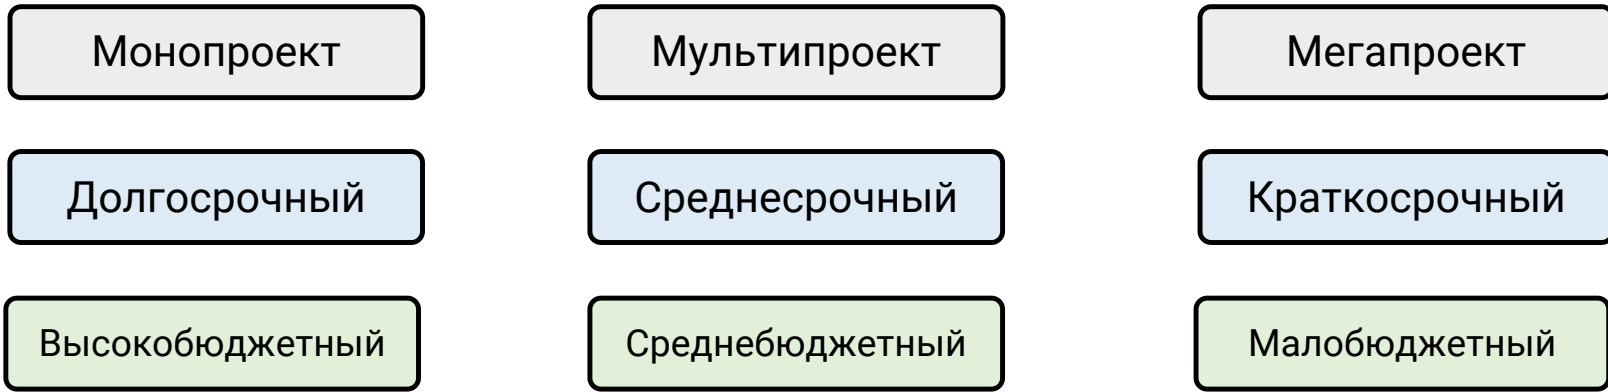 Монопроект
Мультипроект
Мегапроект
Долгосрочный
Среднесрочный
Краткосрочный
Высокобюджетный
Среднебюджетный
Малобюджетный